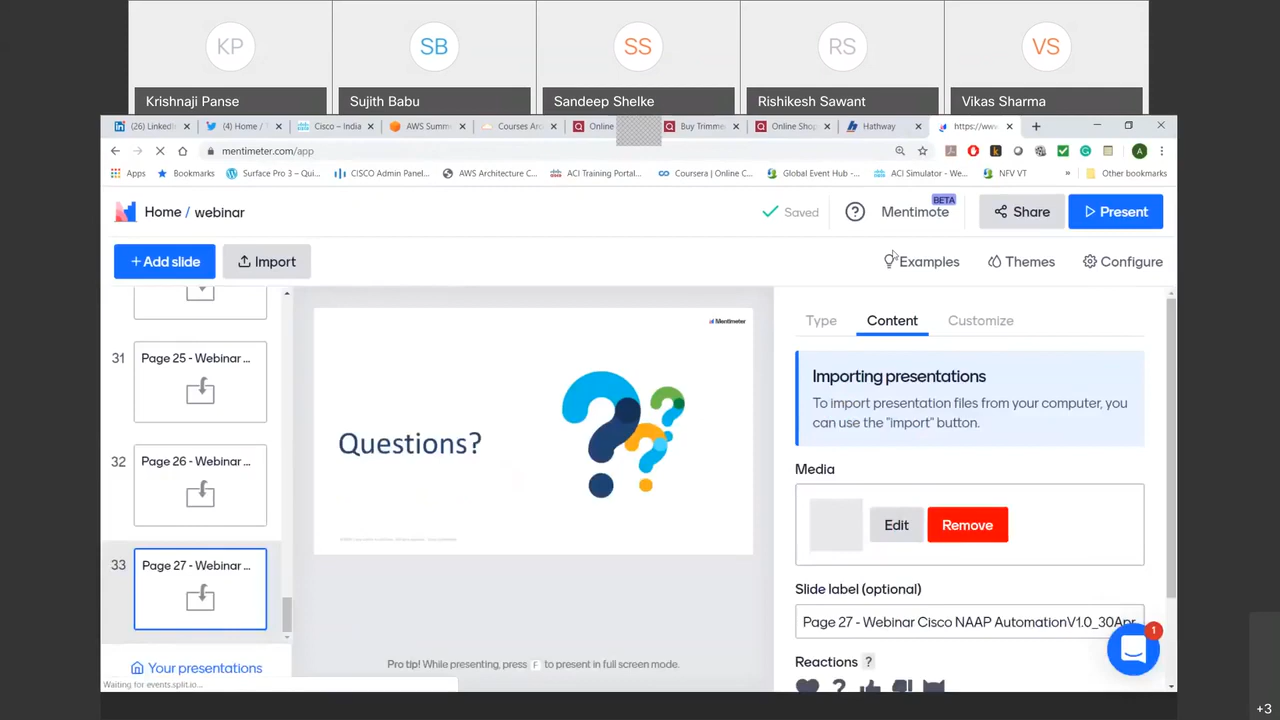 KP SB SS RS VS
Krishnaji Panse Sujith Babu Sandeep Shelke Rishikesh Sawant Vikas Sharma
(26) LinkedI (4) Home / T Cisco – India AWS Summ Courses Arc Online Buy Trimme Online Shop Hathway https://www
mentimeter.com/app A
Apps Bookmarks Surface Pro 3 – Qui... CISCO Admin Panel... AWS Architecture C... ACI Training Portal... Coursera | Online C... Global Event Hub -... ACI Simulator - We... NFV VT » Other bookmarks
Home / webinar Saved Mentimote BETA Share Present
+ Add slide Import Examples Themes Configure
31 Page 25 - Webinar ...
32 Page 26 - Webinar ...
33 Page 27 - Webinar ...
Your presentations
Waiting for events.split.io...
Mentimeter
Questions?
Pro tip! While presenting, press F to present in full screen mode.
Type Content Customize
Importing presentations
To import presentation files from your computer, you
can use the "import" button.
Media
Edit Remove
Slide label (optional)
Page 27 - Webinar Cisco NAAP AutomationV1.0_30Apr
Reactions ?
1
+3